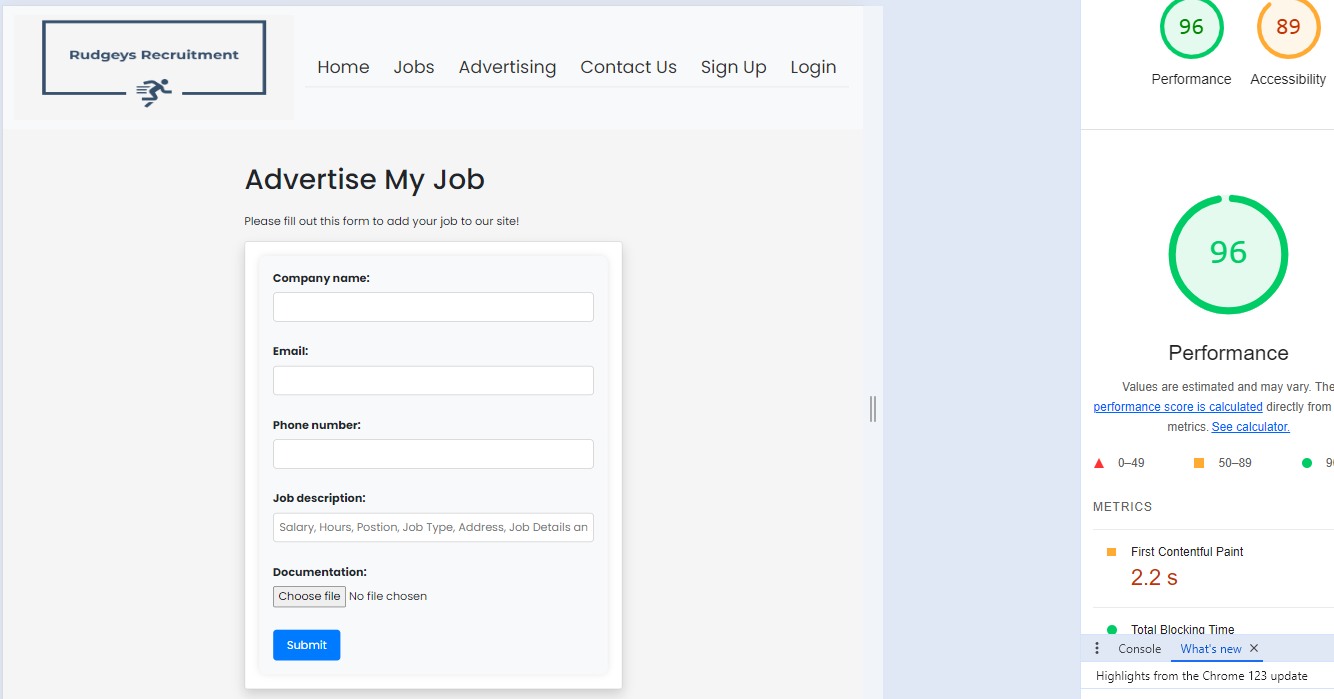 Rudgeys Recruitment
Home Jobs Advertising Contact Us Sign Up Login
Advertise My Job
Please fill out this form to add your job to our site!
Company name:
Email:
Phone number:
Job description:
Salary, Hours, Postion, Job Type, Address, Job Details an
Documentation:
Choose file No file chosen
Submit
96 89
Performance Accessibility
96
Performance
Values are estimated and may vary. The
performance score is calculated directly from
metrics. See calculator.
0–49 50–89
METRICS
First Contentful Paint
2.2 s
Total Blocking Time
Console What's new
Highlights from the Chrome 123 update